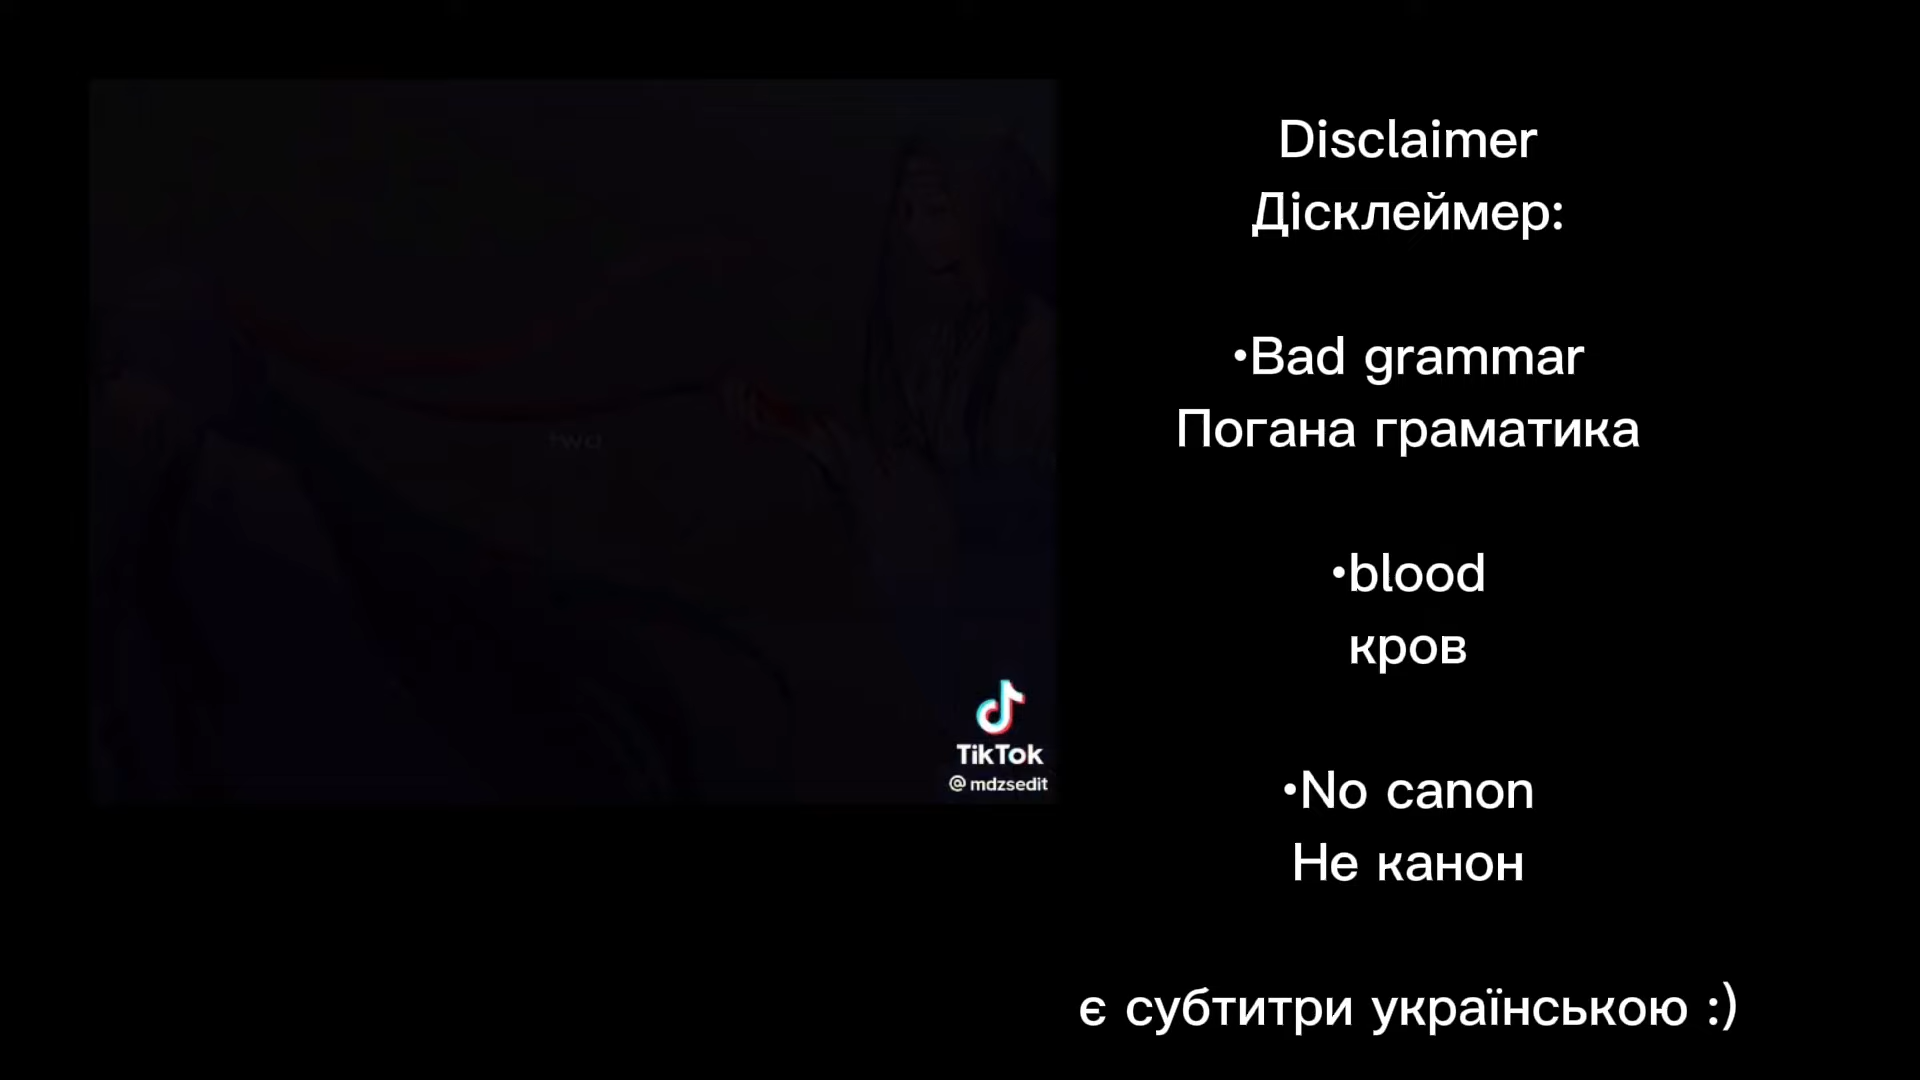 Disclaimer
Дісклеймер:
•Bad grammar
Погана граматика
•blood
кров
•No canon
Не канон
є субтитри українською :)
TikTok
@mdzsedit